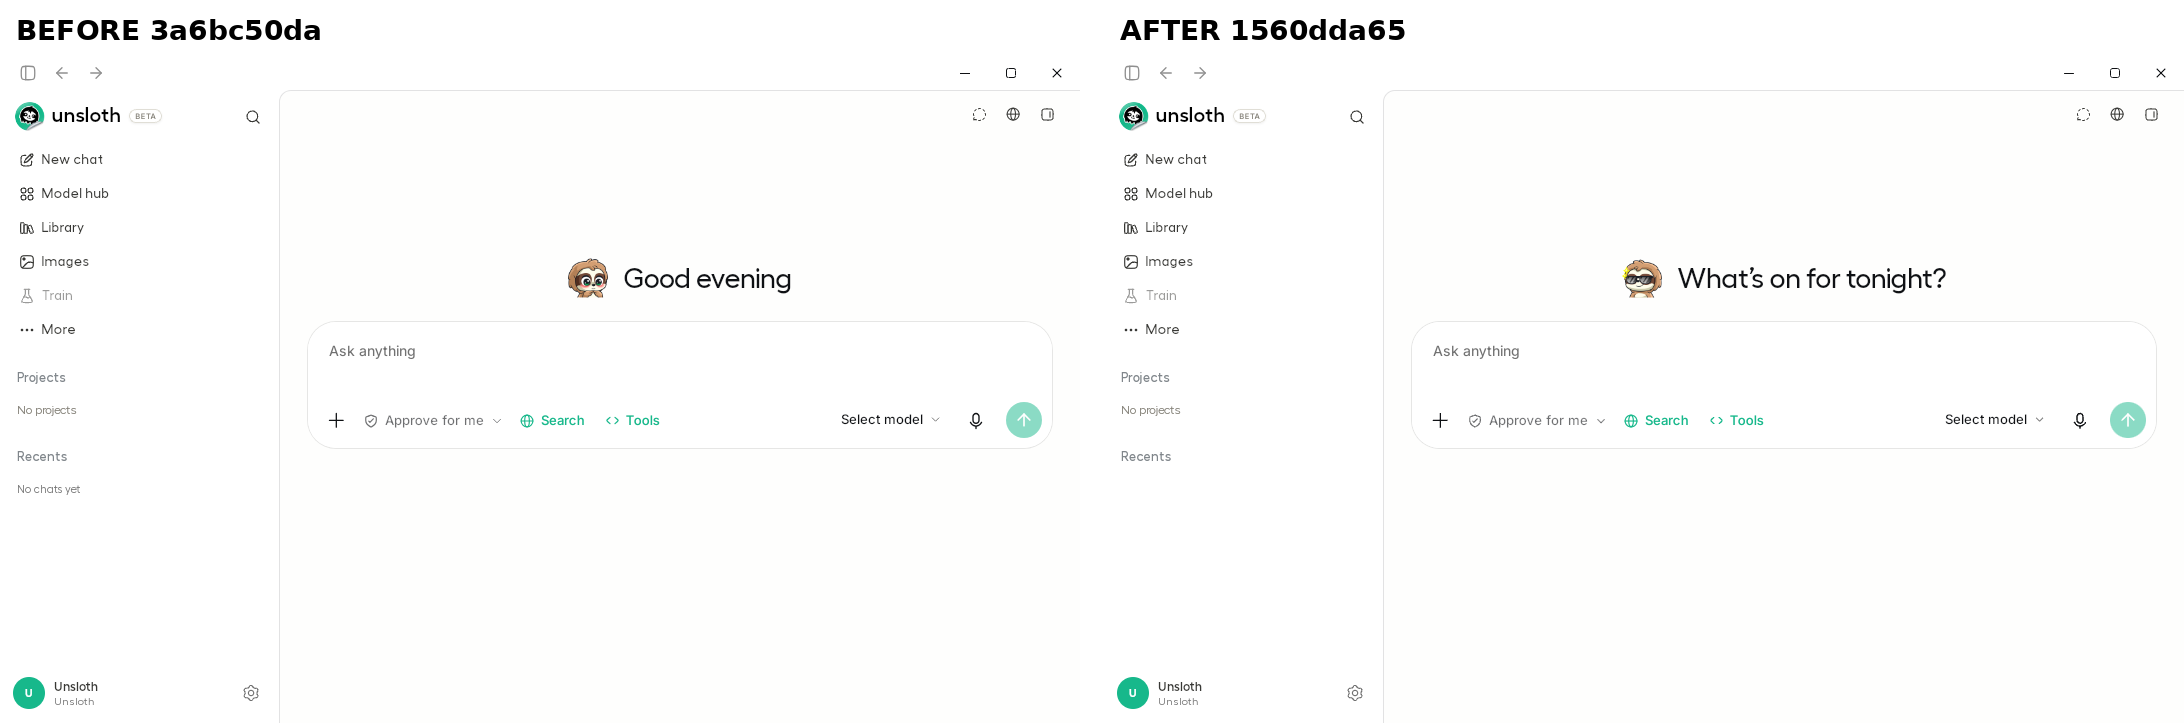 BEFORE 3a6bc50da
unsloth BETA
New chat
Model hub
Library
Images
Train
More
Projects
No projects
Recents
No chats yet
U
Unsloth
Unsloth
Good evening
Ask anything
Approve for me
Search
Tools
Select model
AFTER 1560dda65
unsloth BETA
New chat
Model hub
Library
Images
Train
More
Projects
No projects
Recents
U
Unsloth
Unsloth
What’s on for tonight?
Ask anything
Approve for me
Search
Tools
Select model